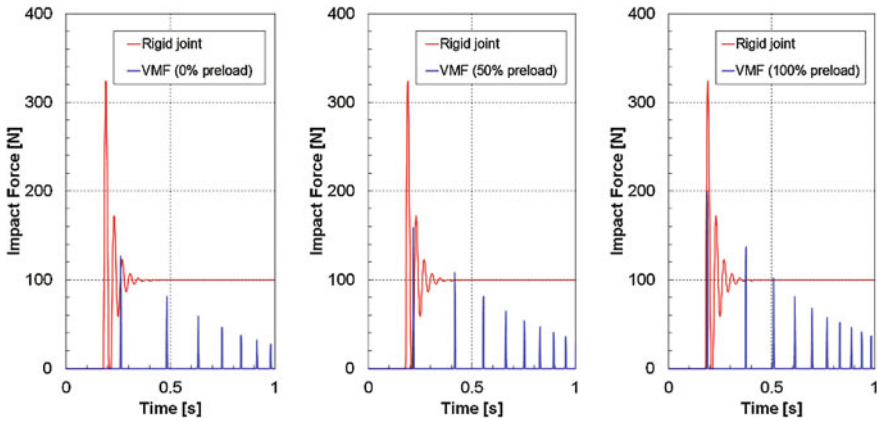 400
300
200
100
0
Impact Force [N]
0
0.5
1
Time [s]
Rigid joint
VMF (0% preload)
400
300
200
100
0
Impact Force [N]
0
0.5
1
Time [s]
Rigid joint
VMF (50% preload)
400
300
200
100
0
Impact Force [N]
0
0.5
1
Time [s]
Rigid joint
VMF (100% preload)